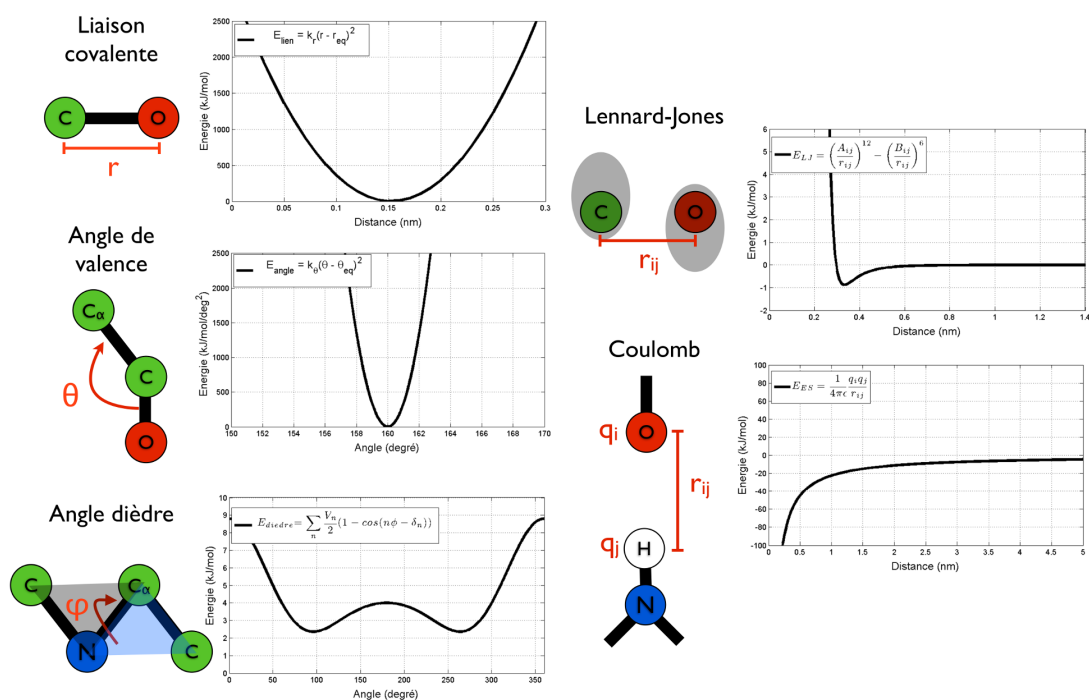 Liaison
covalente
C
O
r
E_lien = k_r(r - r_eq)^2
Energie (kJ/mol)
2500
2000
1500
1000
500
0
0 0.05 0.1 0.15 0.2 0.25 0.3
Distance (nm)
Angle de
valence
Cα
C
θ
O
E_angle = k_θ(θ - θ_eq)^2
Energie (kJ/mol/deg^2)
2500
2000
1500
1000
500
0
150 152 154 156 158 160 162 164 166 168 170
Angle (degré)
Angle dièdre
C
Cα
φ
N
C
E_diedre = ∑_n V_n/2 (1 - cos(nφ - δ_n))
Energie (kJ/mol)
9
8
7
6
5
4
3
2
1
0
0 50 100 150 200 250 300 350
Angle (degré)
Lennard-Jones
C
O
r_ij
E_LJ = (A_ij/r_ij)^12 - (B_ij/r_ij)^6
Energie (kJ/mol)
6
5
4
3
2
1
0
-1
-2
0 0.2 0.4 0.6 0.8 1 1.2 1.4
Distance (nm)
Coulomb
q_i
O
r_ij
q_j
H
N
E_ES = 1/4πϵ q_iq_j/r_ij
Energie (kJ/mol)
100
80
60
40
20
0
-20
-40
-60
-80
-100
0 0.5 1 1.5 2 2.5 3 3.5 4 4.5 5
Distance (nm)